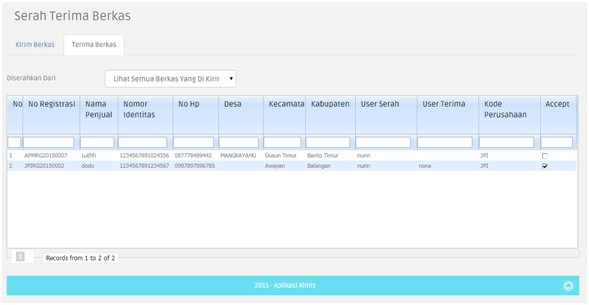 Serah Terima Berkas
Kirim Berkas Terima Berkas
Diserahkan Dari Lihat Semua Berkas Yang Di Kirir
No No Registrasi Nama Penjual Nomor Identitas No Hp Desa Kecamata Kabupaten User Serah User Terima Kode Perusahaan Accept
1 APMRG20150007 Luthfi 1234567891024356 087778489442 MANGKAYAHU Dusun Timur Barito Timur nurin JPI
2 JPIRG20150002 dodo 1234567891234567 0987897896785 Awayan Balangan nurin nona JPI
1 Records from 1 to 2 of 2
2015 - Aplikasi Almis